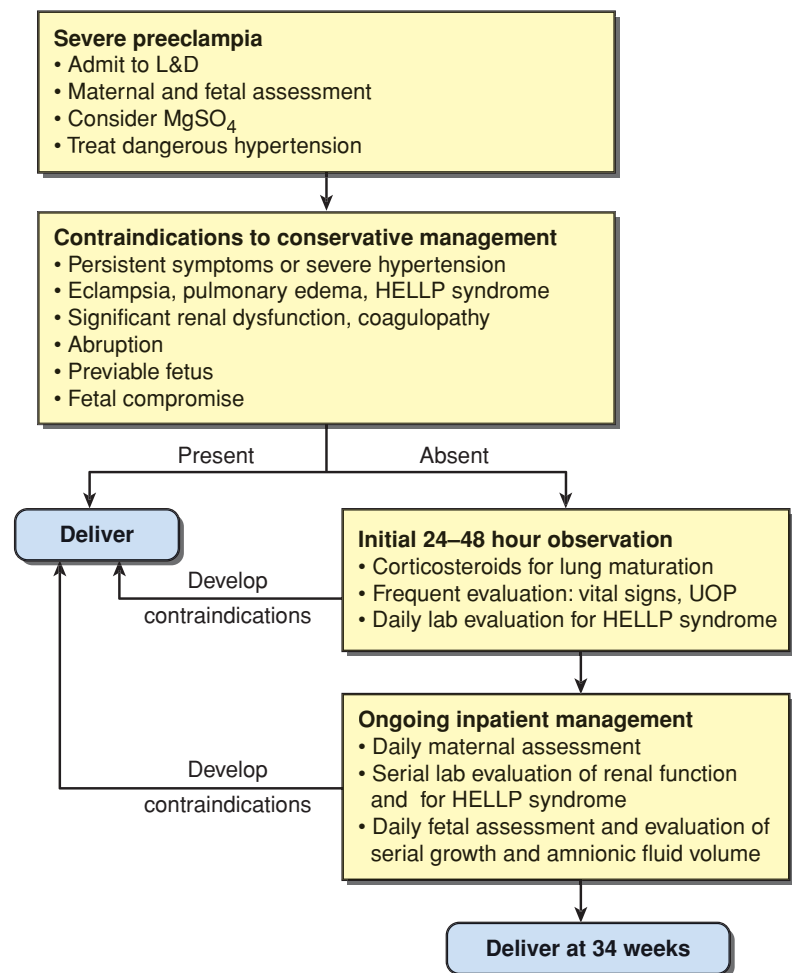 Severe preeclampia
• Admit to L&D
• Maternal and fetal assessment
• Consider MgSO4
• Treat dangerous hypertension
Contraindications to conservative management
• Persistent symptoms or severe hypertension
• Eclampsia, pulmonary edema, HELLP syndrome
• Significant renal dysfunction, coagulopathy
• Abruption
• Previable fetus
• Fetal compromise
Present
Absent
Deliver
Initial 24–48 hour observation
• Corticosteroids for lung maturation
• Frequent evaluation: vital signs, UOP
• Daily lab evaluation for HELLP syndrome
Develop
contraindications
Ongoing inpatient management
• Daily maternal assessment
• Serial lab evaluation of renal function
and for HELLP syndrome
• Daily fetal assessment and evaluation of
serial growth and amnionic fluid volume
Develop
contraindications
Deliver at 34 weeks